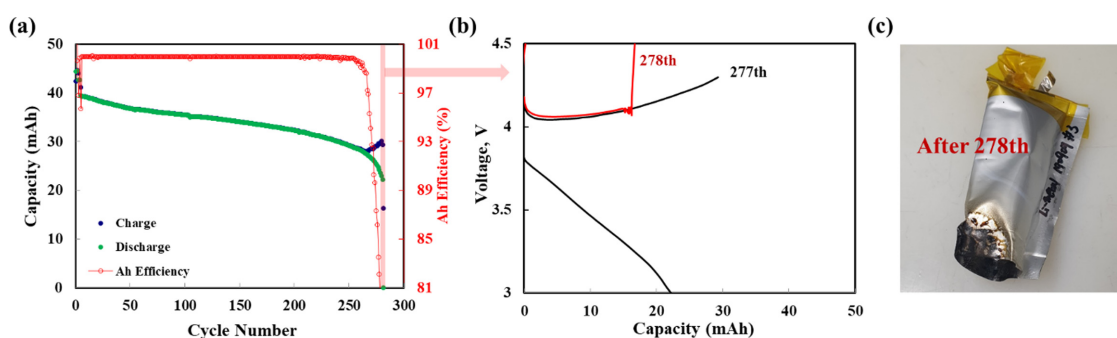 (a)
50
40
30
20
10
0
Capacity (mAh)
101
97
93
89
85
81
Ah Efficiency (%)
Charge
Discharge
Ah Efficiency
0
50
100
150
200
250
300
Cycle Number
(b)
4.5
4
3.5
3
Voltage, V
278th
277th
0
10
20
30
40
50
Capacity (mAh)
(c)
After 278th